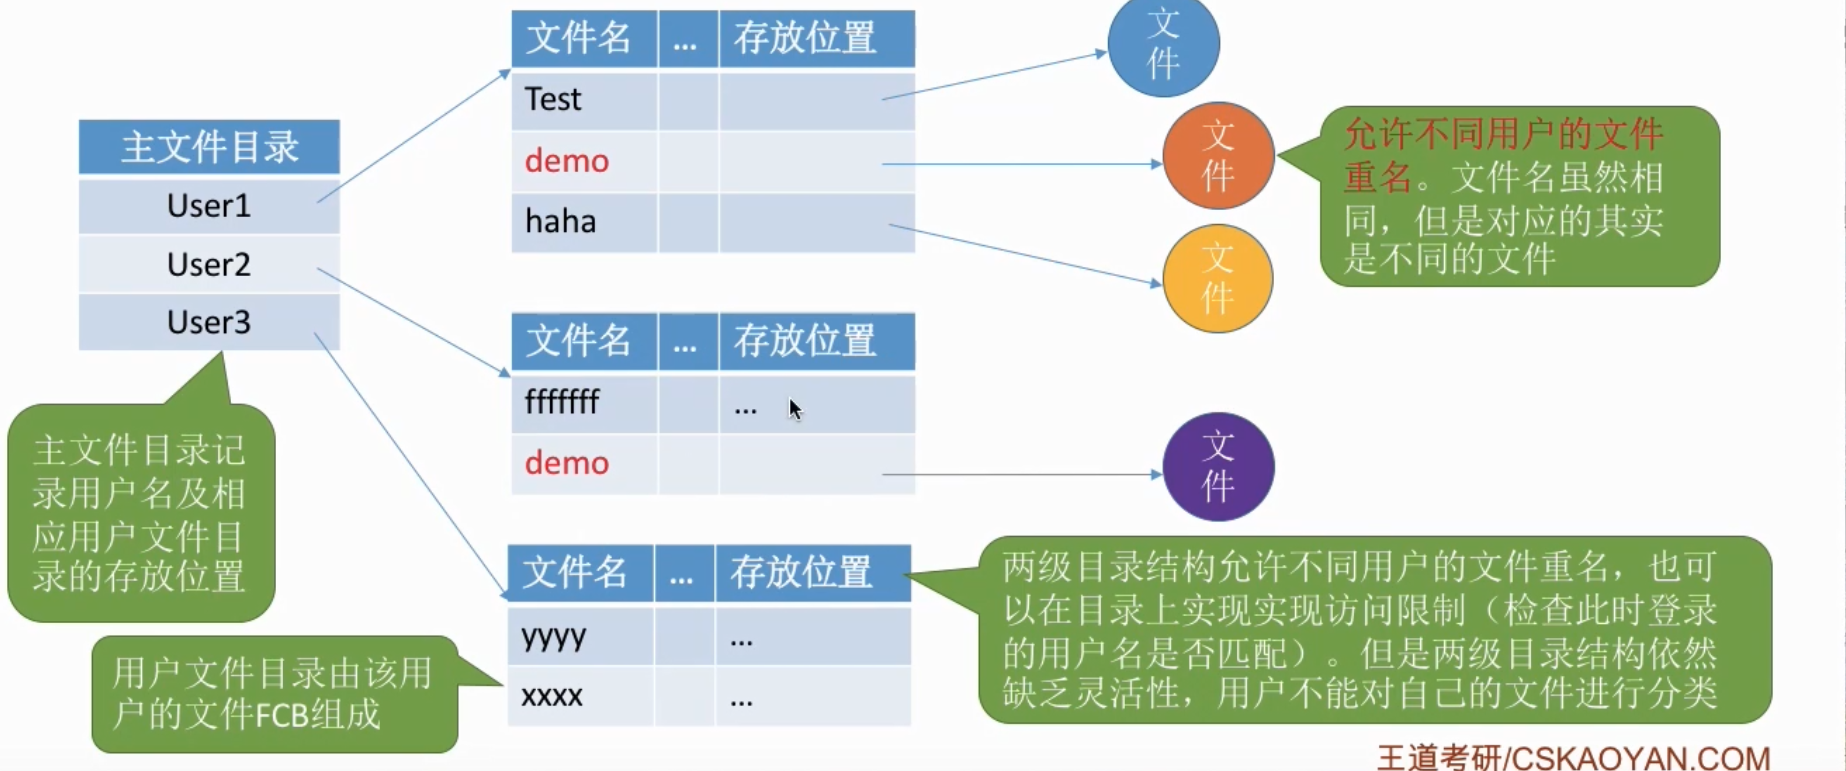 主文件目录
User1
User2
User3
主文件目录记
录用户名及相
应用户文件目
录的存放位置
用户文件目录由该用
户的文件FCB组成
文件名 ... 存放位置
Test
demo
haha
文件名 ... 存放位置
fffffff ...
demo
文件名 ... 存放位置
yyyy ...
xxxx ...
文
件
文
件
文
件
文
件
允许不同用户的文件
重名。文件名虽然相
同，但是对应的其实
是不同的文件
两级目录结构允许不同用户的文件重名，也可
以在目录上实现实现访问限制（检查此时登录
的用户名是否匹配）。但是两级目录结构依然
缺乏灵活性，用户不能对自己的文件进行分类
王道考研/CSKAOYAN.COM